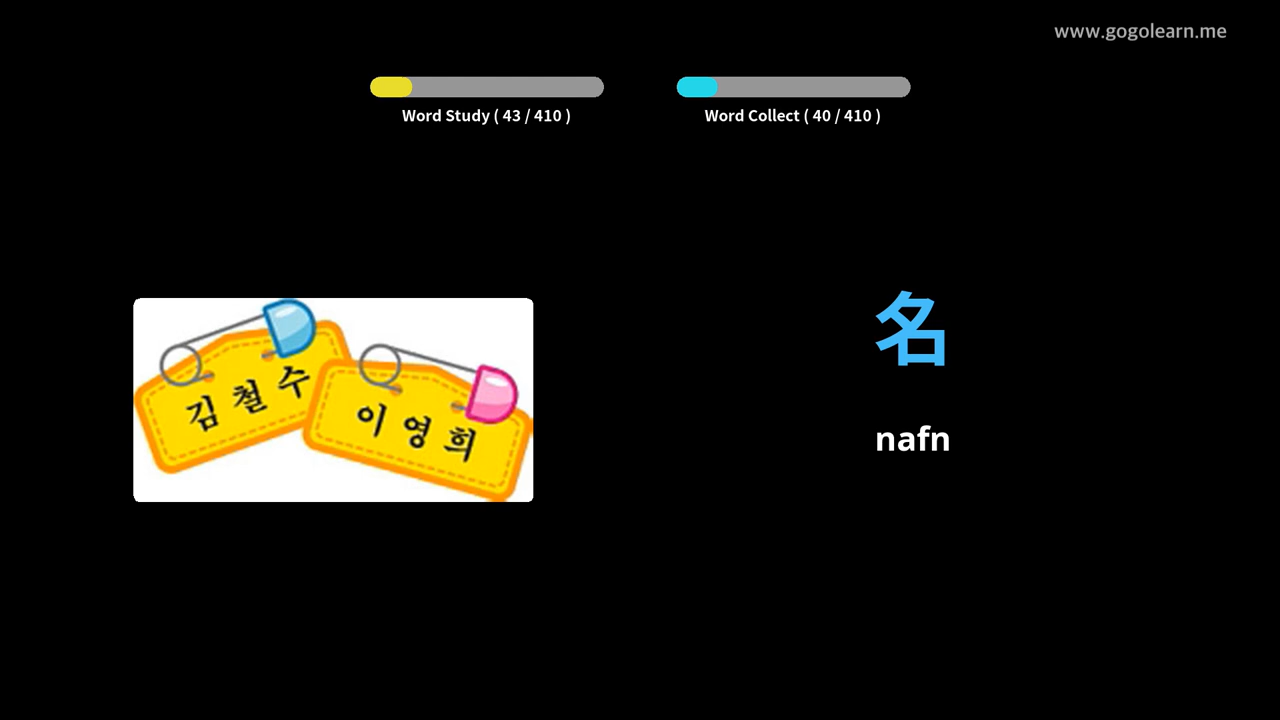 www.gogolearn.me
Word Study ( 43 / 410 )
Word Collect ( 40 / 410 )
김철수
이영희
名
nafn